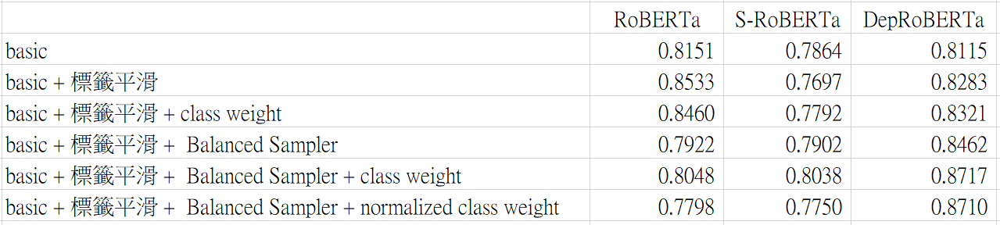 RoBERTa S-RoBERTa DepRoBERTa
basic 0.8151 0.7864 0.8115
basic + 標籤平滑 0.8533 0.7697 0.8283
basic + 標籤平滑 + class weight 0.8460 0.7792 0.8321
basic + 標籤平滑 + Balanced Sampler 0.7922 0.7902 0.8462
basic + 標籤平滑 + Balanced Sampler + class weight 0.8048 0.8038 0.8717
basic + 標籤平滑 + Balanced Sampler + normalized class weight 0.7798 0.7750 0.8710